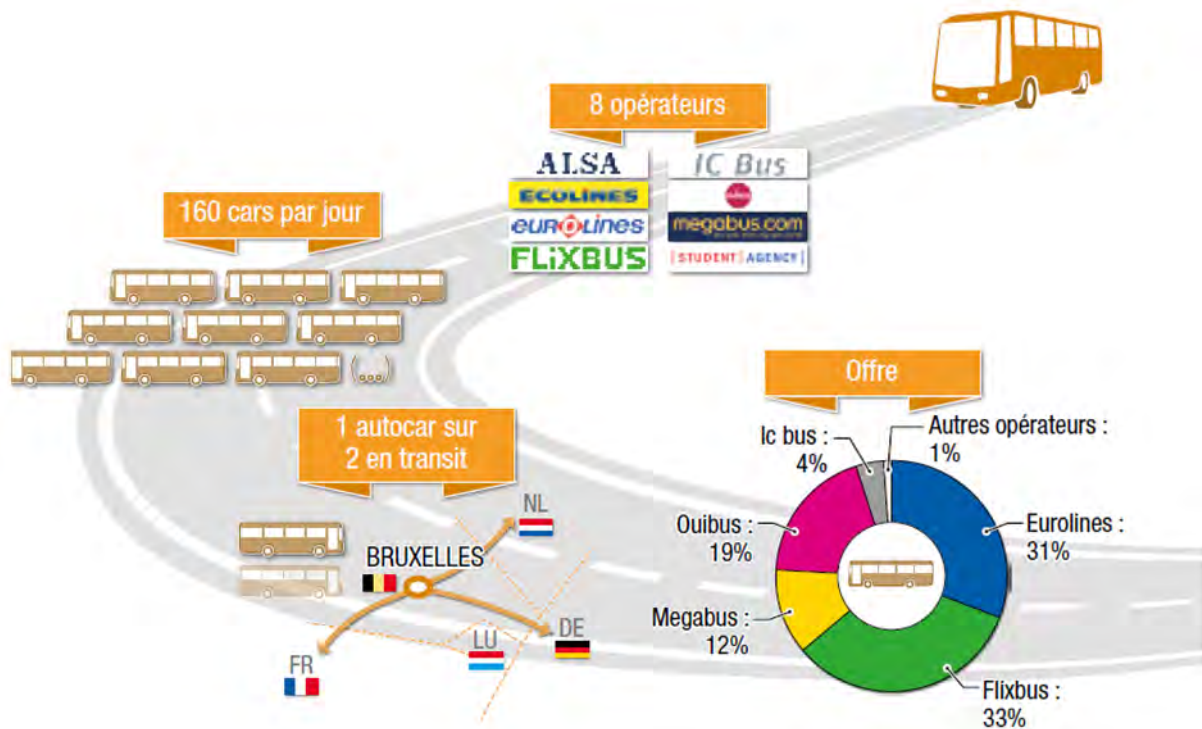 8 opérateurs
ALSA
IC Bus
ECOLINES
eurolines
megabus.com
FLiXBUS
STUDENT AGENCY
160 cars par jour
(...)
1 autocar sur
2 en transit
NL
BRUXELLES
DE
LU
FR
Offre
Ic bus :
4%
Autres opérateurs :
1%
Ouibus :
19%
Eurolines :
31%
Megabus :
12%
Flixbus :
33%